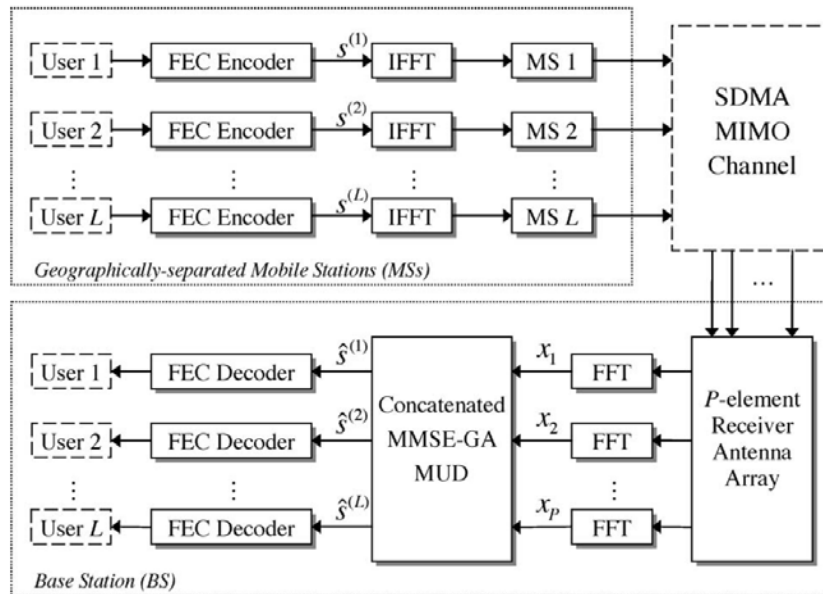 User 1 FEC Encoder s^(1) IFFT MS 1
User 2 FEC Encoder s^(2) IFFT MS 2
⋮ ⋮ ⋮ ⋮
User L FEC Encoder s^(L) IFFT MS L
Geographically-separated Mobile Stations (MSs)
SDMA
MIMO
Channel
...
User 1 FEC Decoder ŝ^(1)
User 2 FEC Decoder ŝ^(2)
⋮ ⋮
User L FEC Decoder ŝ^(L)
Concatenated
MMSE-GA
MUD
x_1 FFT
x_2 FFT
⋮
x_P FFT
P-element
Receiver
Antenna
Array
Base Station (BS)